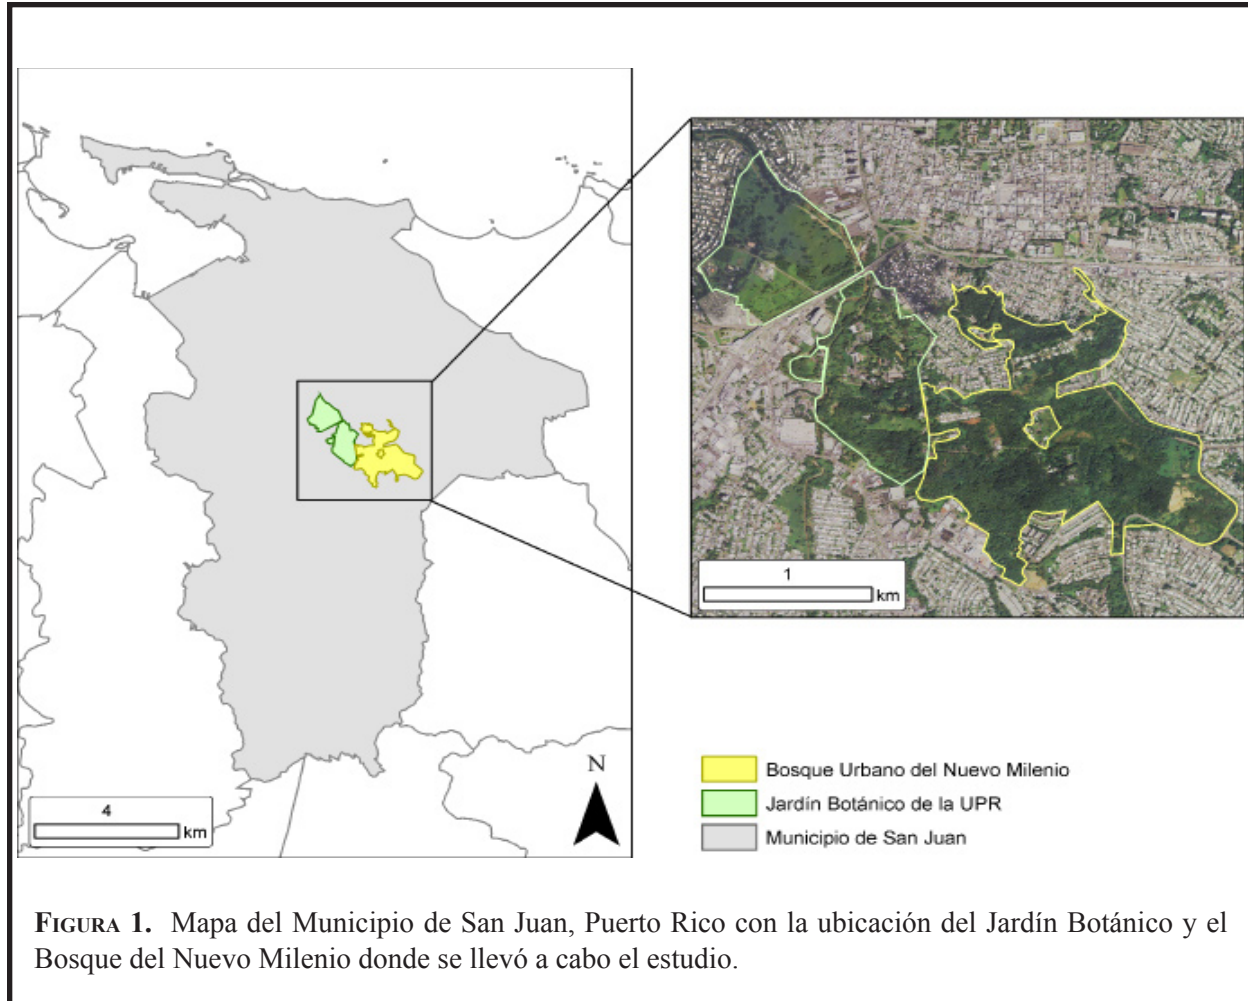 1
km
N
4
km
Bosque Urbano del Nuevo Milenio
Jardín Botánico de la UPR
Municipio de San Juan
FIGURA 1. Mapa del Municipio de San Juan, Puerto Rico con la ubicación del Jardín Botánico y el
Bosque del Nuevo Milenio donde se llevó a cabo el estudio.